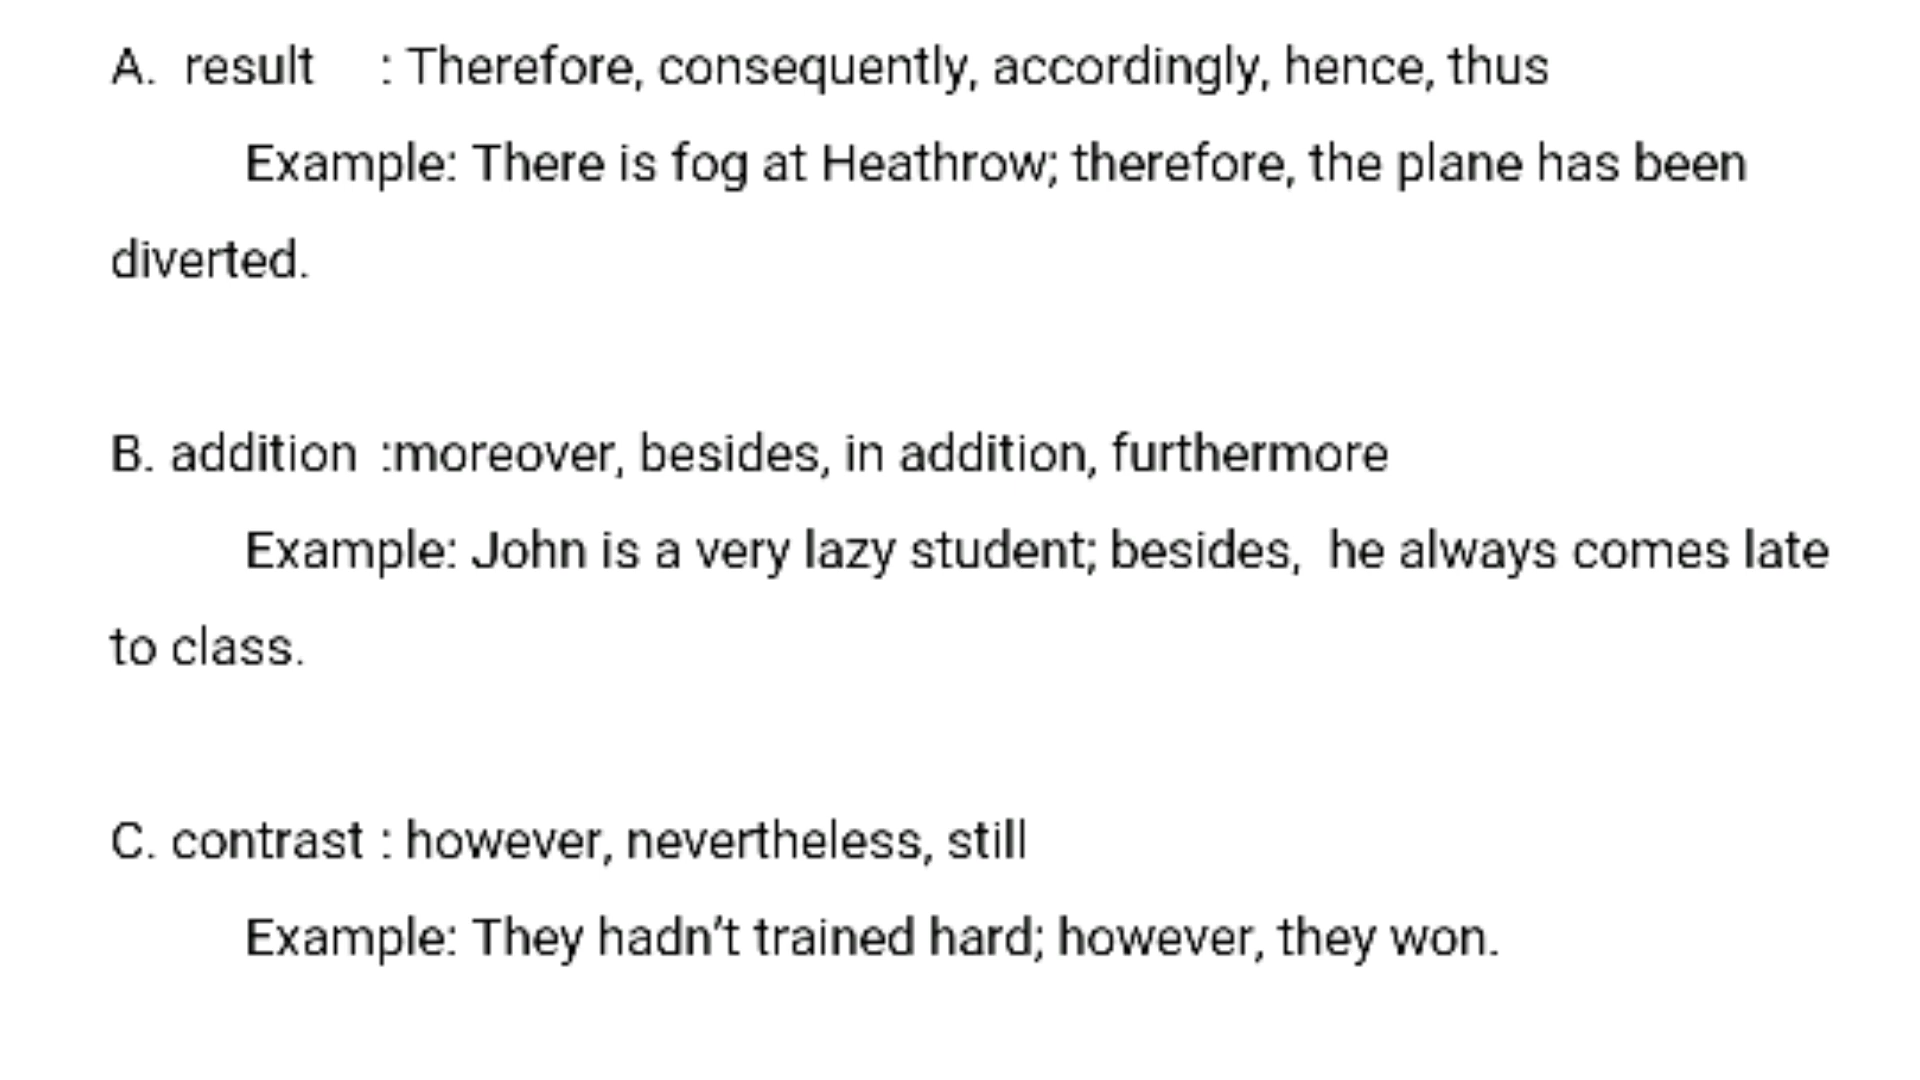 A. result : Therefore, consequently, accordingly, hence, thus
Example: There is fog at Heathrow; therefore, the plane has been
diverted.
B. addition :moreover, besides, in addition, furthermore
Example: John is a very lazy student; besides, he always comes late
to class.
C. contrast : however, nevertheless, still
Example: They hadn’t trained hard; however, they won.